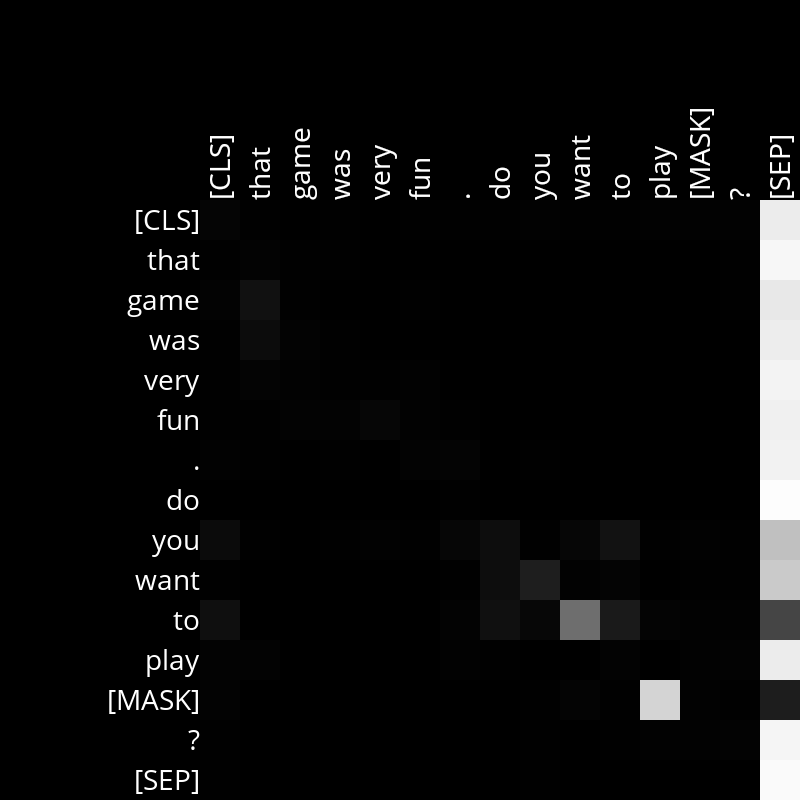 [CLS] that game was very fun . do you want to play [MASK] ? [SEP]
[CLS]
that
game
was
very
fun
.
do
you
want
to
play
[MASK]
?
[SEP]